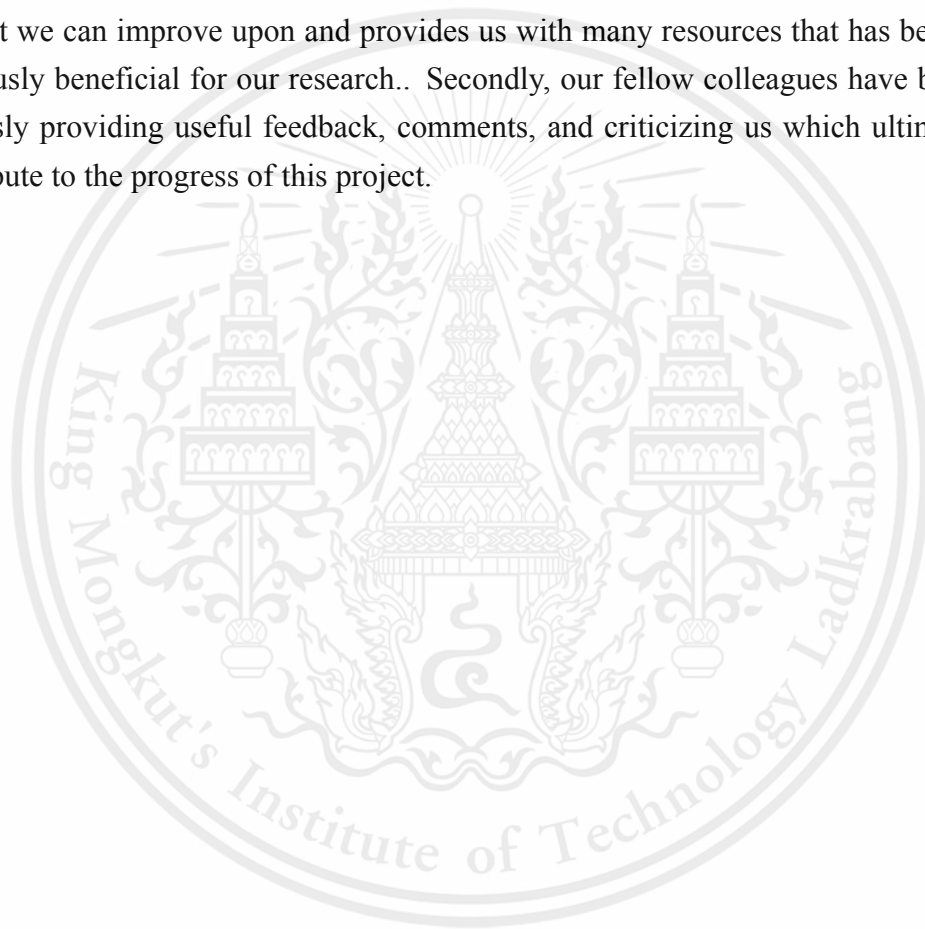 t we can improve upon and provides us with many resources that has be
usly beneficial for our research.. Secondly, our fellow colleagues have b
sly providing useful feedback, comments, and criticizing us which ultin
oute to the progress of this project.
King Mongkut's Institute of Technology Ladkrabang